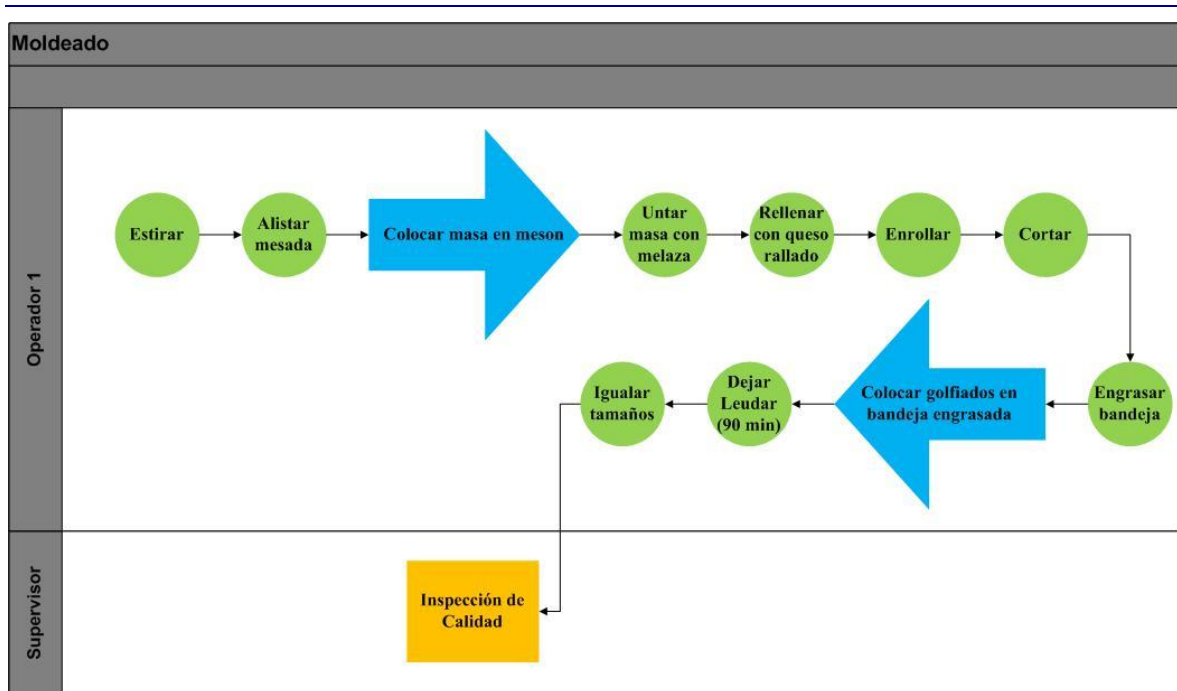 Moldeado
Operador 1
Estirar
Alistar
mesada
Colocar masa en meson
Untar
masa con
melaza
Rellenar
con queso
rallado
Enrollar
Cortar
Engrasar
bandeja
Colocar golfiados en
bandeja engrasada
Dejar
Leudar
(90 min)
Igualar
tamaños
Supervisor
Inspección de
Calidad